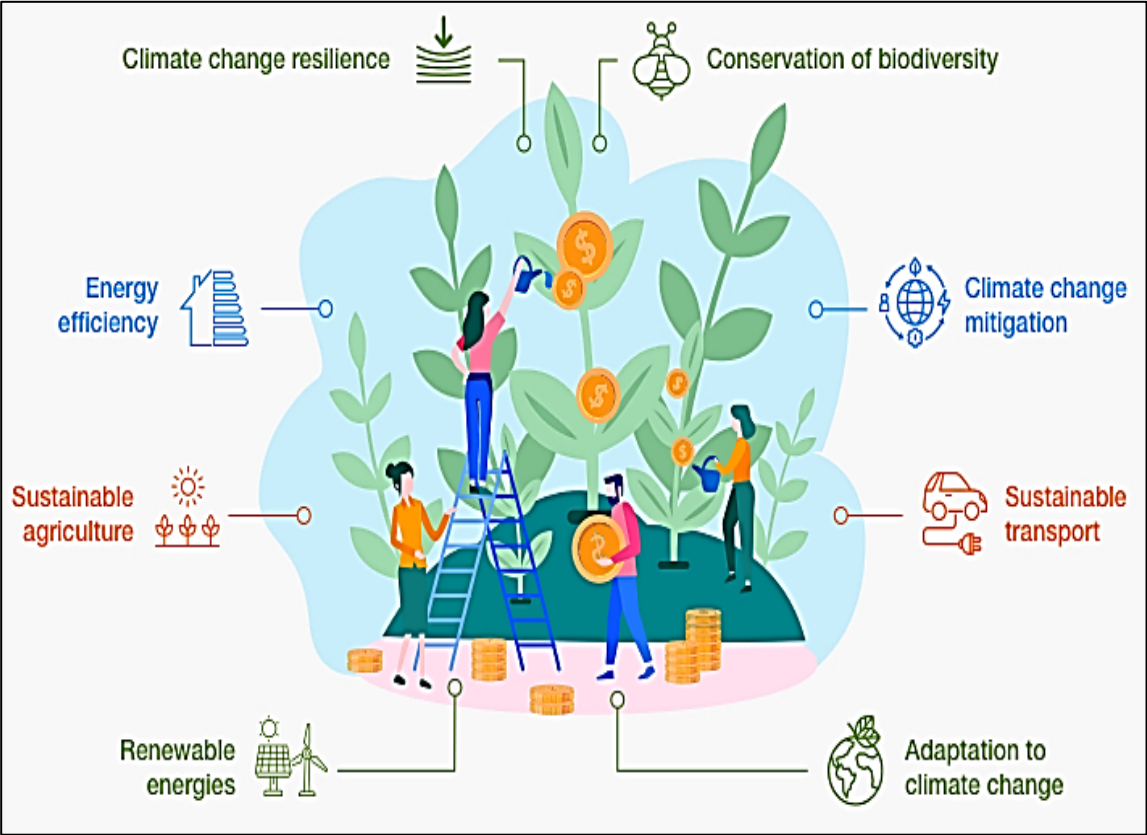 Climate change resilience
Conservation of biodiversity
Energy
efficiency
Climate change
mitigation
Sustainable
agriculture
Sustainable
transport
Renewable
energies
Adaptation to
climate change
$
$
$
$
$